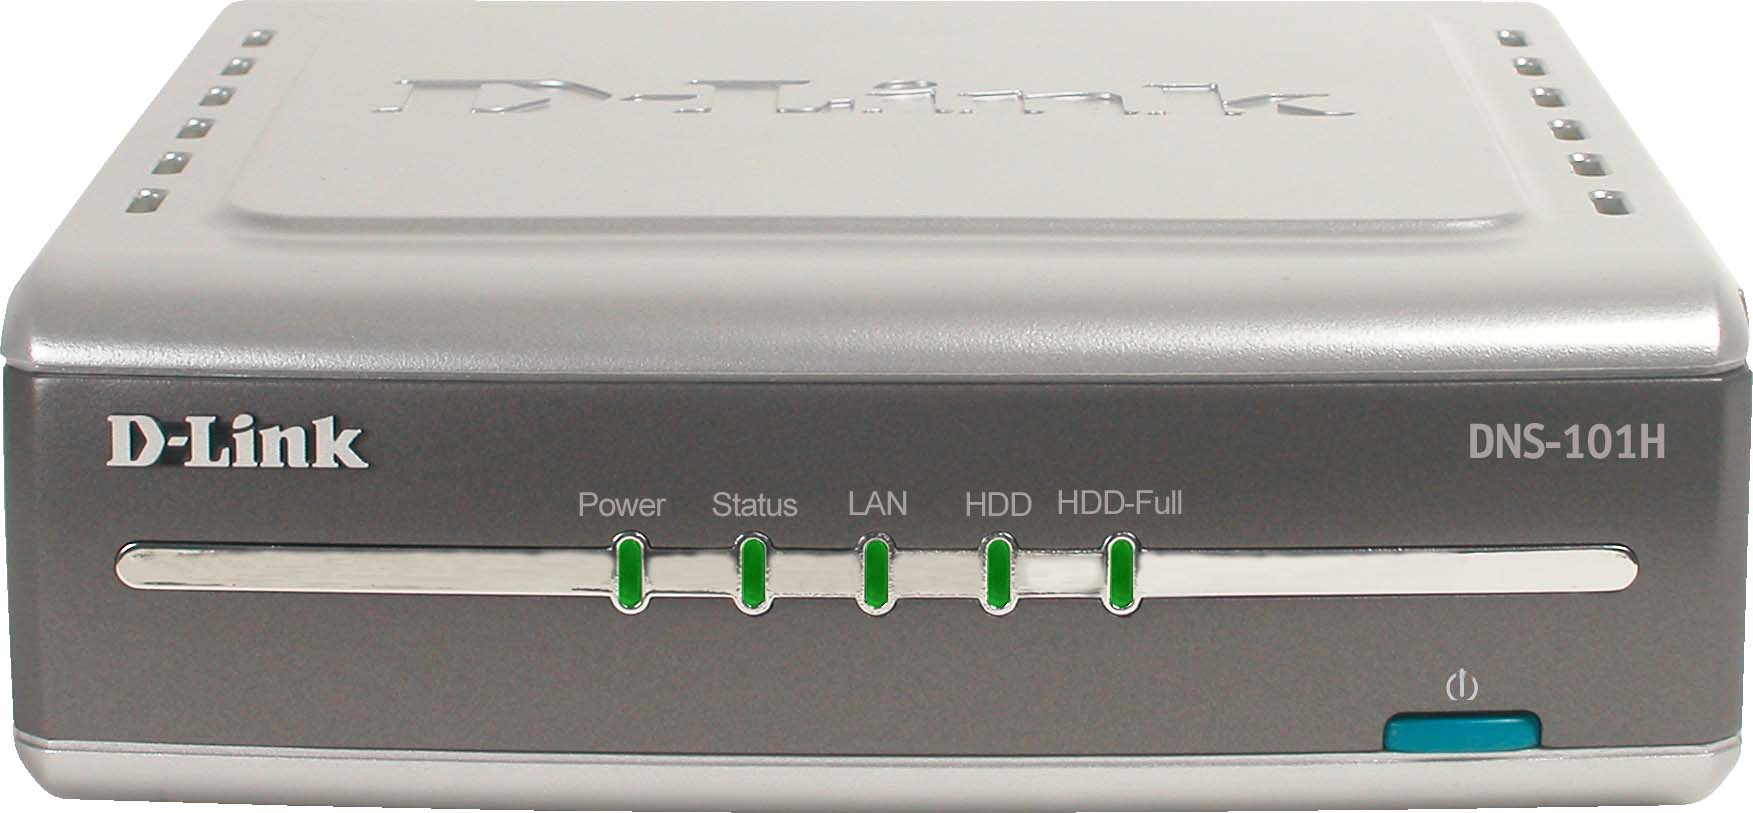 D-Link
D-Link
DNS-101H
Power Status LAN HDD HDD-Full